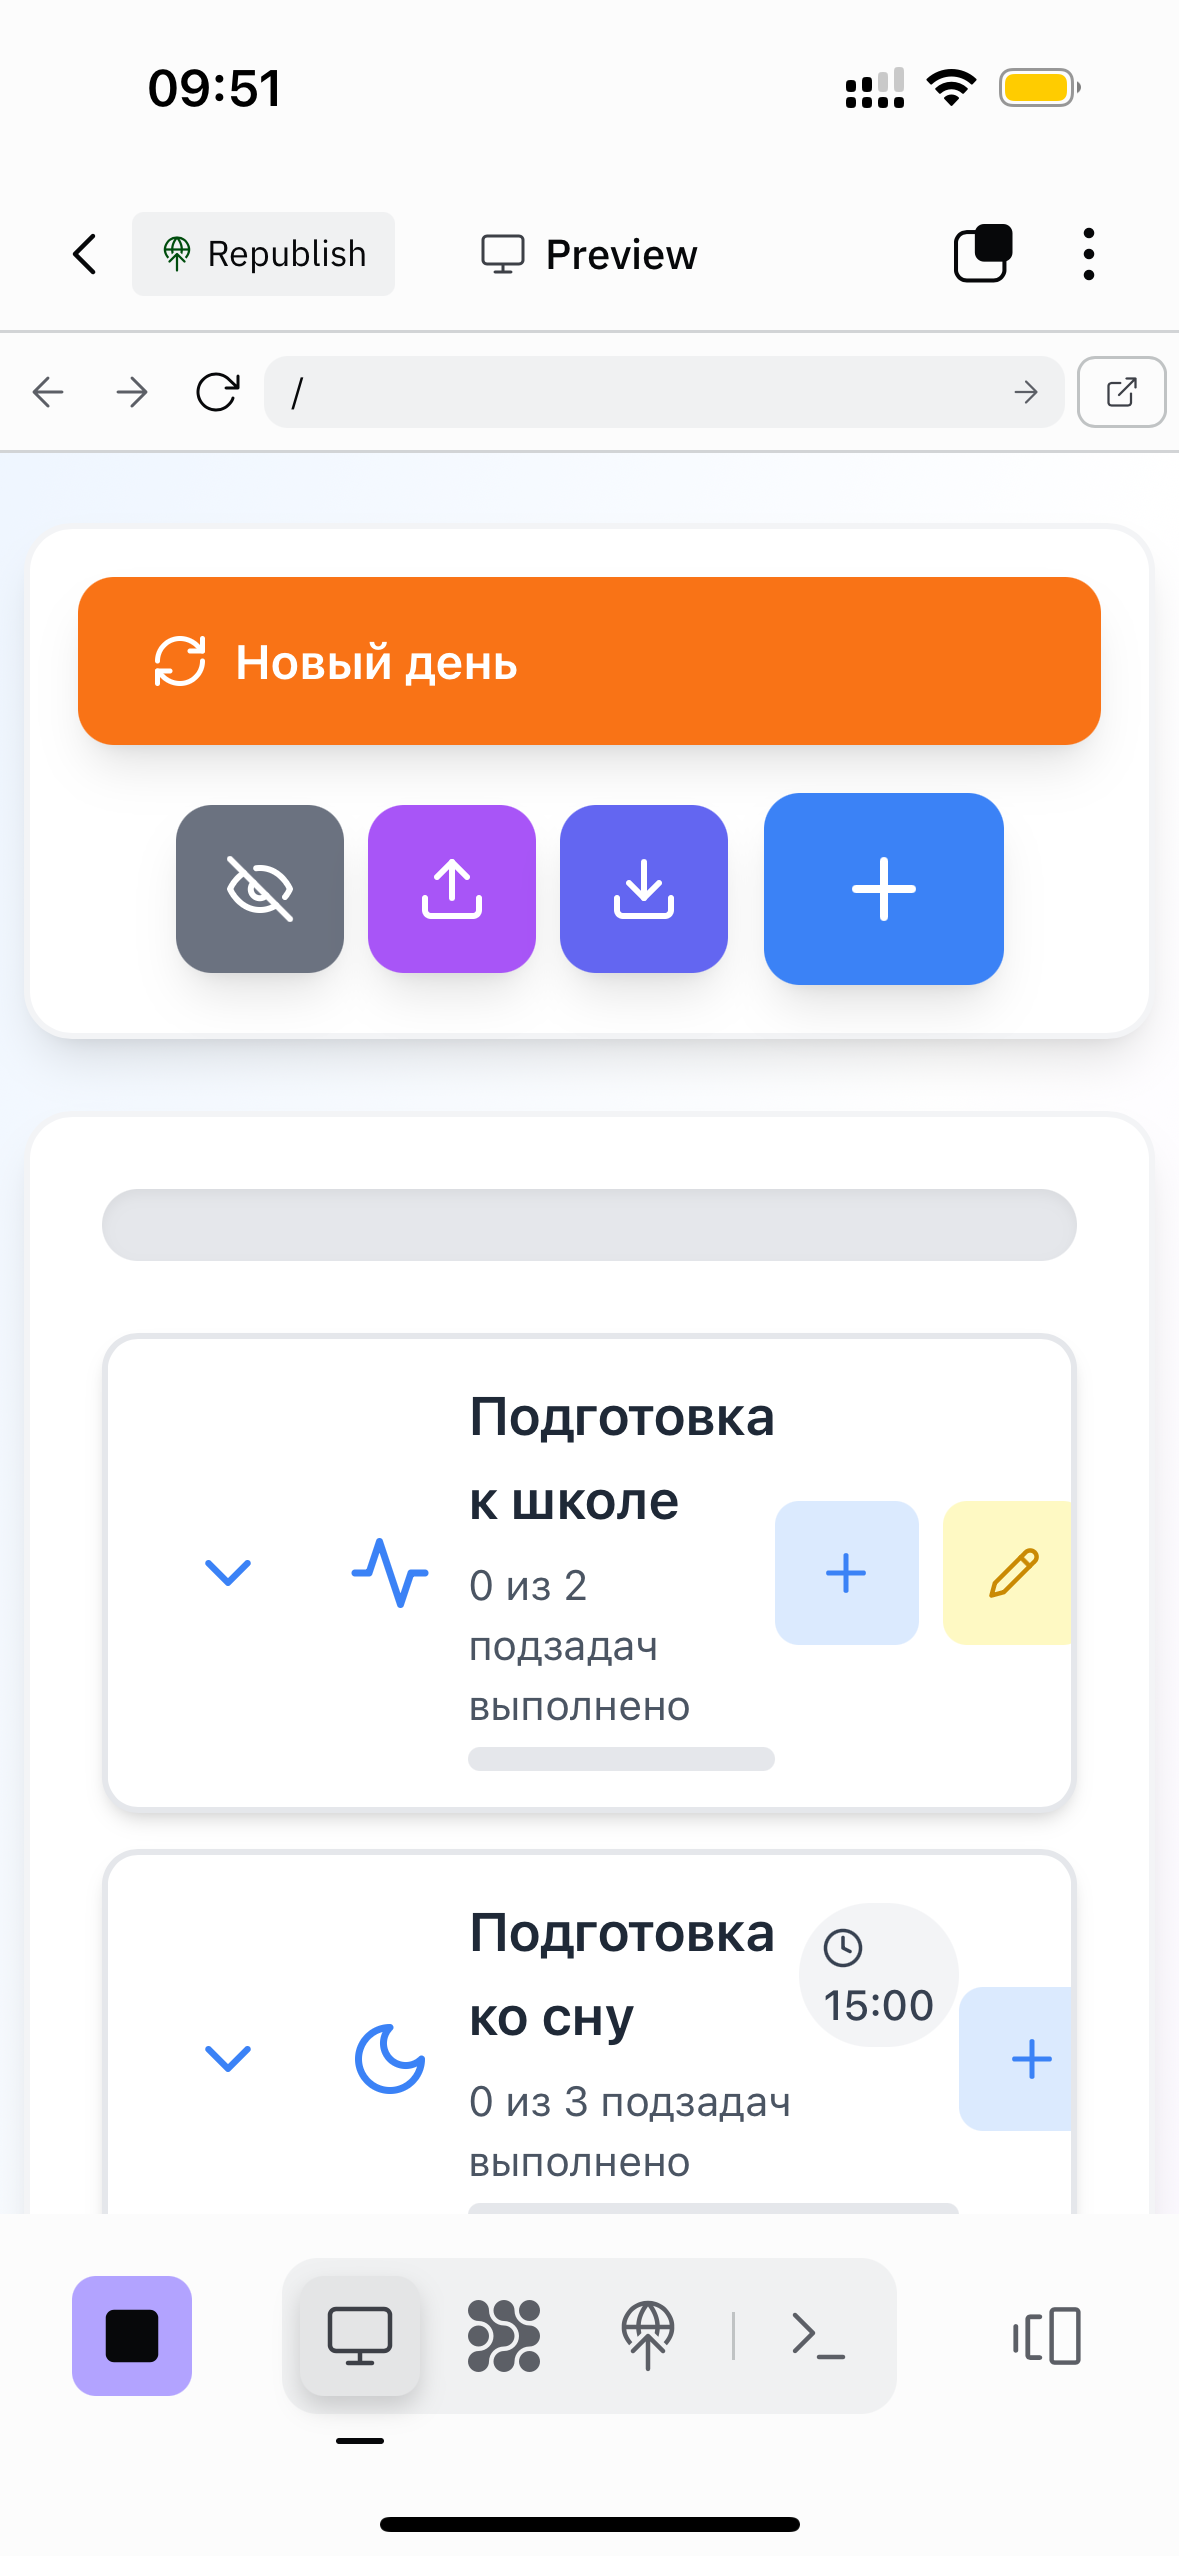 09:51
Republish
Preview
/
Новый день
Подготовка
к школе
0 из 2
подзадач
выполнено
Подготовка
ко сну
15:00
0 из 3 подзадач
выполнено